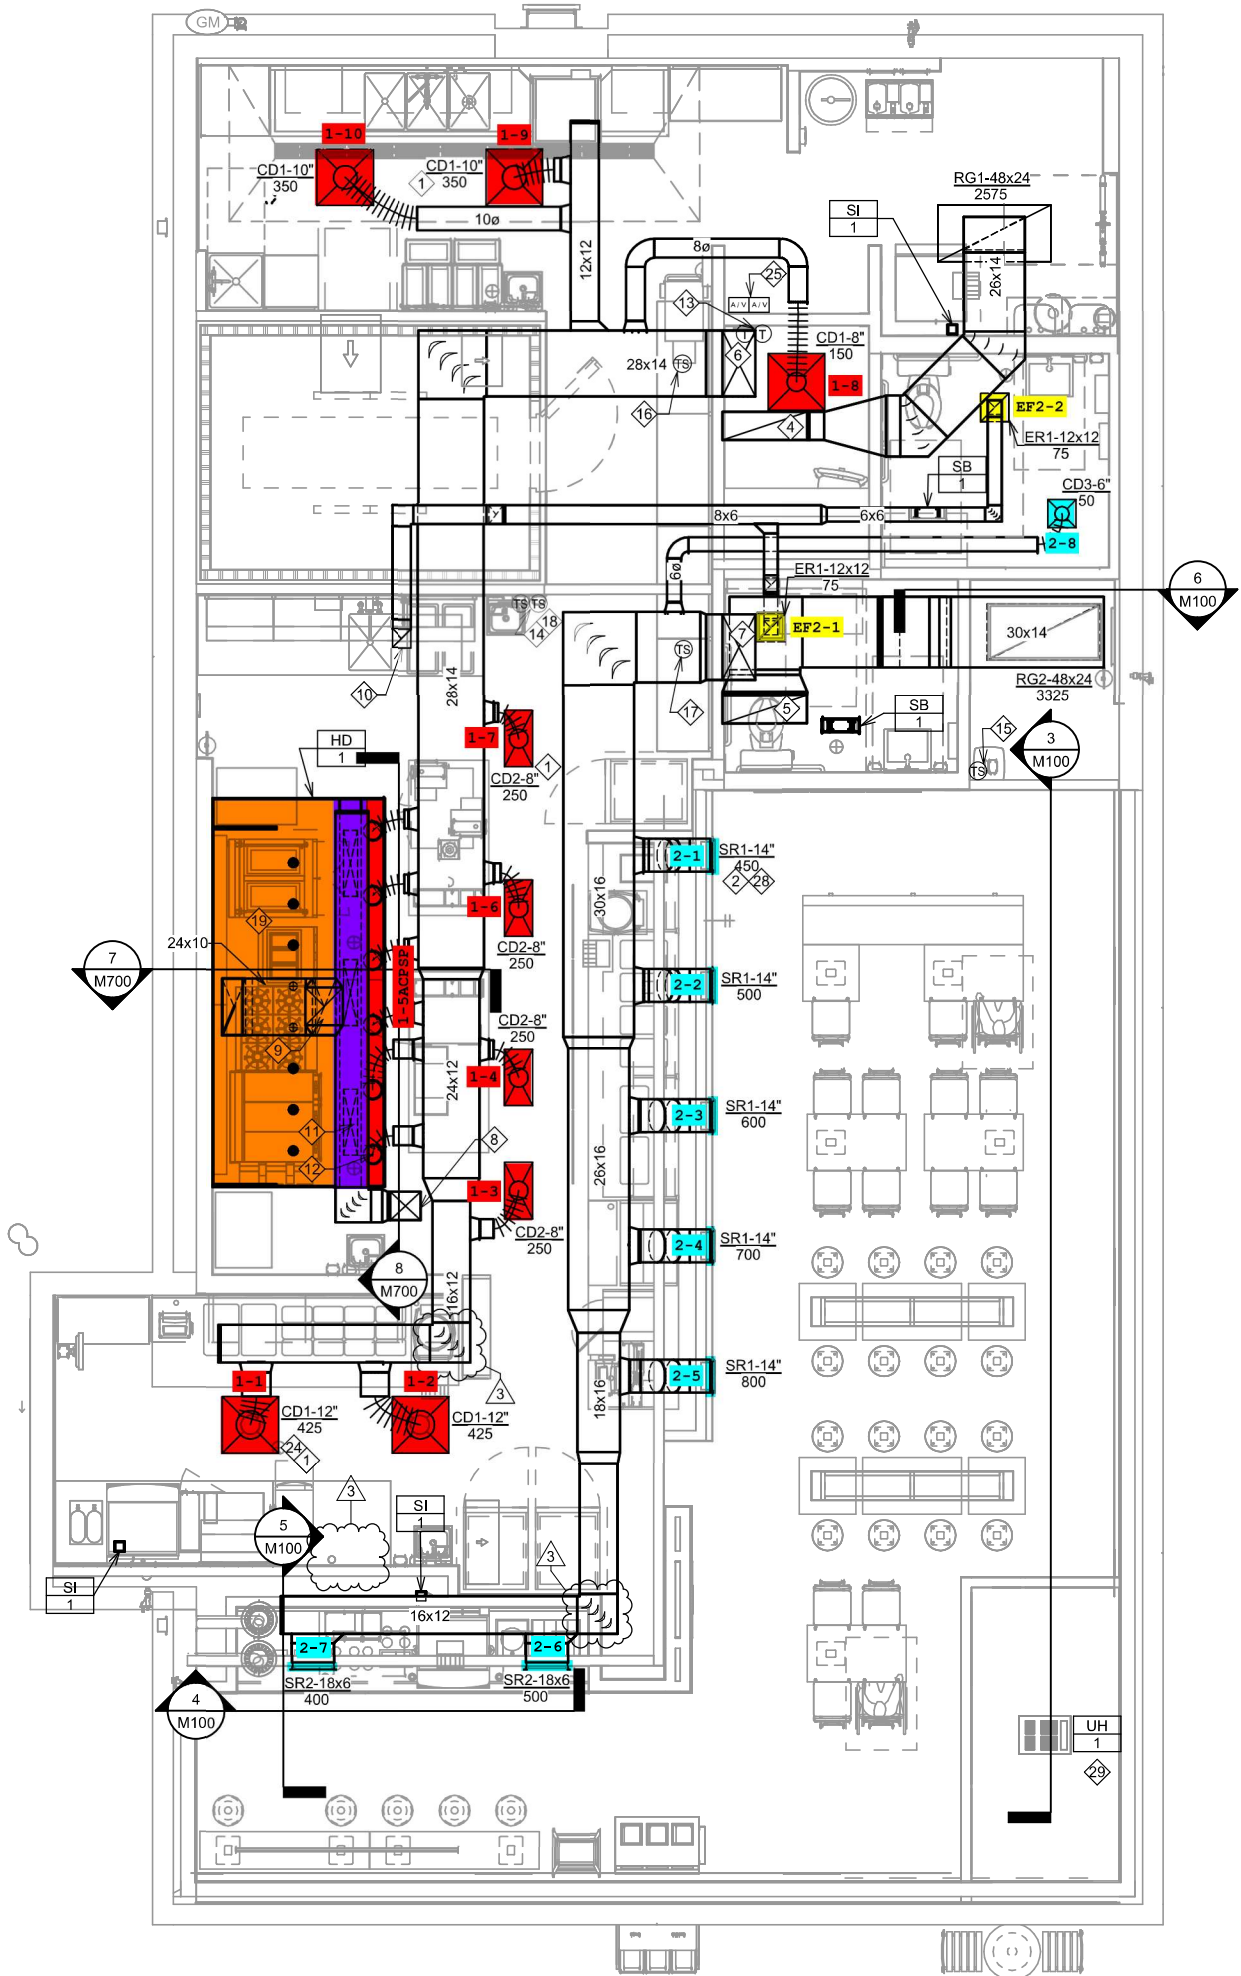 GM
1-10
1-9
CD1-10"
350
CD1-10"
350
1
10ø
12x12
8ø
RG1-48x24
2575
SI
1
26x14
25
A/V A/V
13
T T
6
28x14
TS
16
CD1-8"
150
1-8
4
EF2-2
ER1-12x12
75
SB
1
CD3-6"
50
2-8
8x6
6x6
6ø
ER1-12x12
75
EF2-1
6
M100
TS TS
18
14
7
TS
17
30x14
RG2-48x24
3325
10
28x14
5
SB
1
15
TS
3
M100
HD
1
1-7
CD2-8"
250
1
2-1
SR1-14"
450
2
28
1-6
CD2-8"
250
30x16
19
24x10
7
M700
1-5ACPSP
2-2
SR1-14"
500
CD2-8"
250
9
24x12
1-4
2-3
SR1-14"
600
11
12
8
26x16
1-3
CD2-8"
250
2-4
SR1-14"
700
8
M700
16x12
1-1
1-2
3
2-5
SR1-14"
800
18x16
CD1-12"
425
CD1-12"
425
24
1
3
SI
1
5
M100
3
SI
1
16x12
2-7
2-6
SR2-18x6
400
SR2-18x6
500
4
M100
UH
1
29